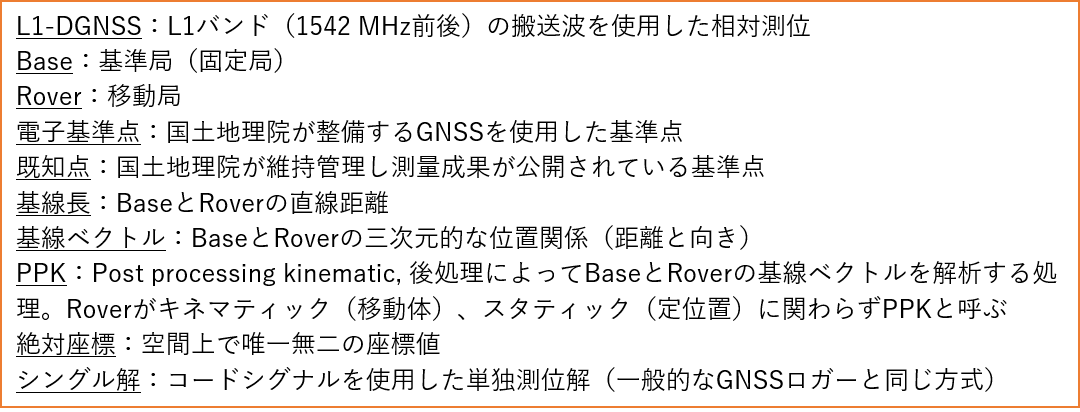 L1-DGNSS：L1バンド（1542 MHz前後）の搬送波を使用した相対測位
Base：基準局（固定局）
Rover：移動局
電子基準点：国土地理院が整備するGNSSを使用した基準点
既知点：国土地理院が維持管理し測量成果が公開されている基準点
基線長：BaseとRoverの直線距離
基線ベクトル：BaseとRoverの三次元的な位置関係（距離と向き）
PPK：Post processing kinematic, 後処理によってBaseとRoverの基線ベクトルを解析する処
理。Roverがキネマティック（移動体）、スタティック（定位置）に関わらずPPKと呼ぶ
絶対座標：空間上で唯一無二の座標値
シングル解：コードシグナルを使用した単独測位解（一般的なGNSSロガーと同じ方式）